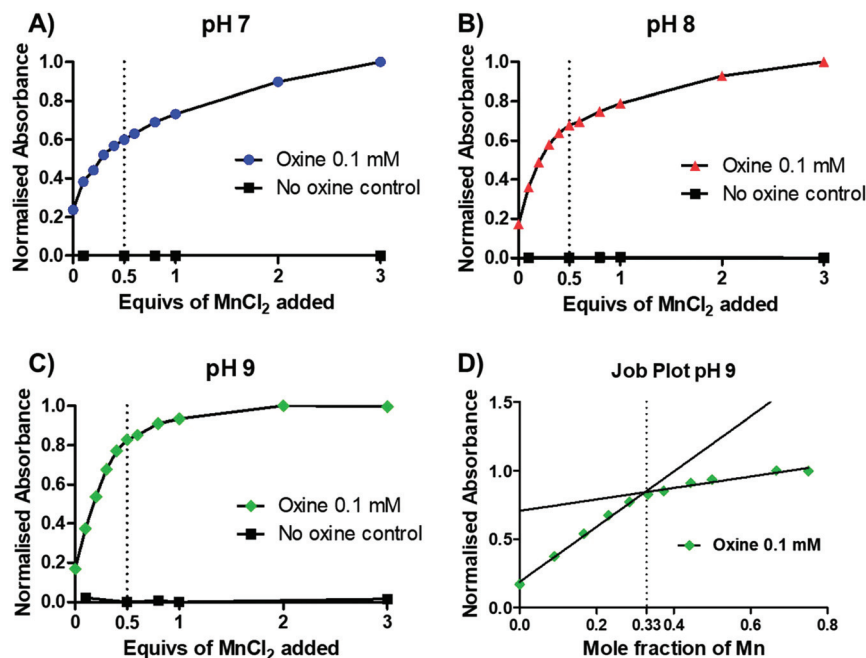 A)
pH 7
Normalised Absorbance
1.0
0.8
0.6
0.4
0.2
0.0
Oxine 0.1 mM
No oxine control
0 0.5 1 2 3
Equivs of MnCl₂ added
B)
pH 8
Normalised Absorbance
1.0
0.8
0.6
0.4
0.2
0.0
Oxine 0.1 mM
No oxine control
0 0.5 1 2 3
Equivs of MnCl₂ added
C)
pH 9
Normalised Absorbance
1.0
0.8
0.6
0.4
0.2
0.0
Oxine 0.1 mM
No oxine control
0 0.5 1 2 3
Equivs of MnCl₂ added
D)
Job Plot pH 9
Normalised Absorbance
1.5
1.0
0.5
0.0
Oxine 0.1 mM
0.0 0.2 0.33 0.4 0.6 0.8
Mole fraction of Mn